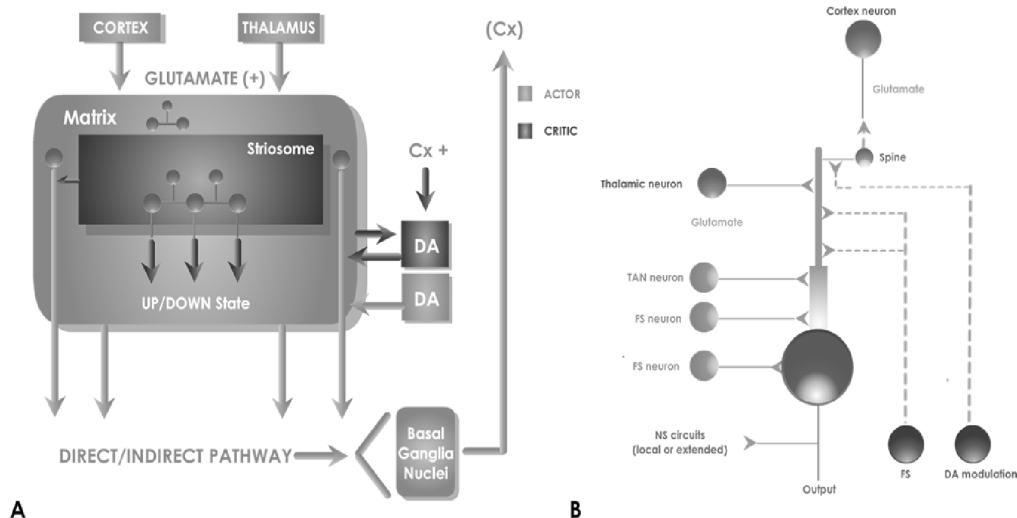 CORTEX
THALAMUS
(Cx)
GLUTAMATE (+)
ACTOR
CRITIC
Matrix
Striosome
Cx +
DA
DA
UP/DOWN State
DIRECT/INDIRECT PATHWAY
Basal
Ganglia
Nuclei
A
Cortex neuron
Glutamate
Spine
Thalamic neuron
Glutamate
TAN neuron
FS neuron
FS neuron
NS circuits
(local or extended)
FS
DA modulation
Output
B